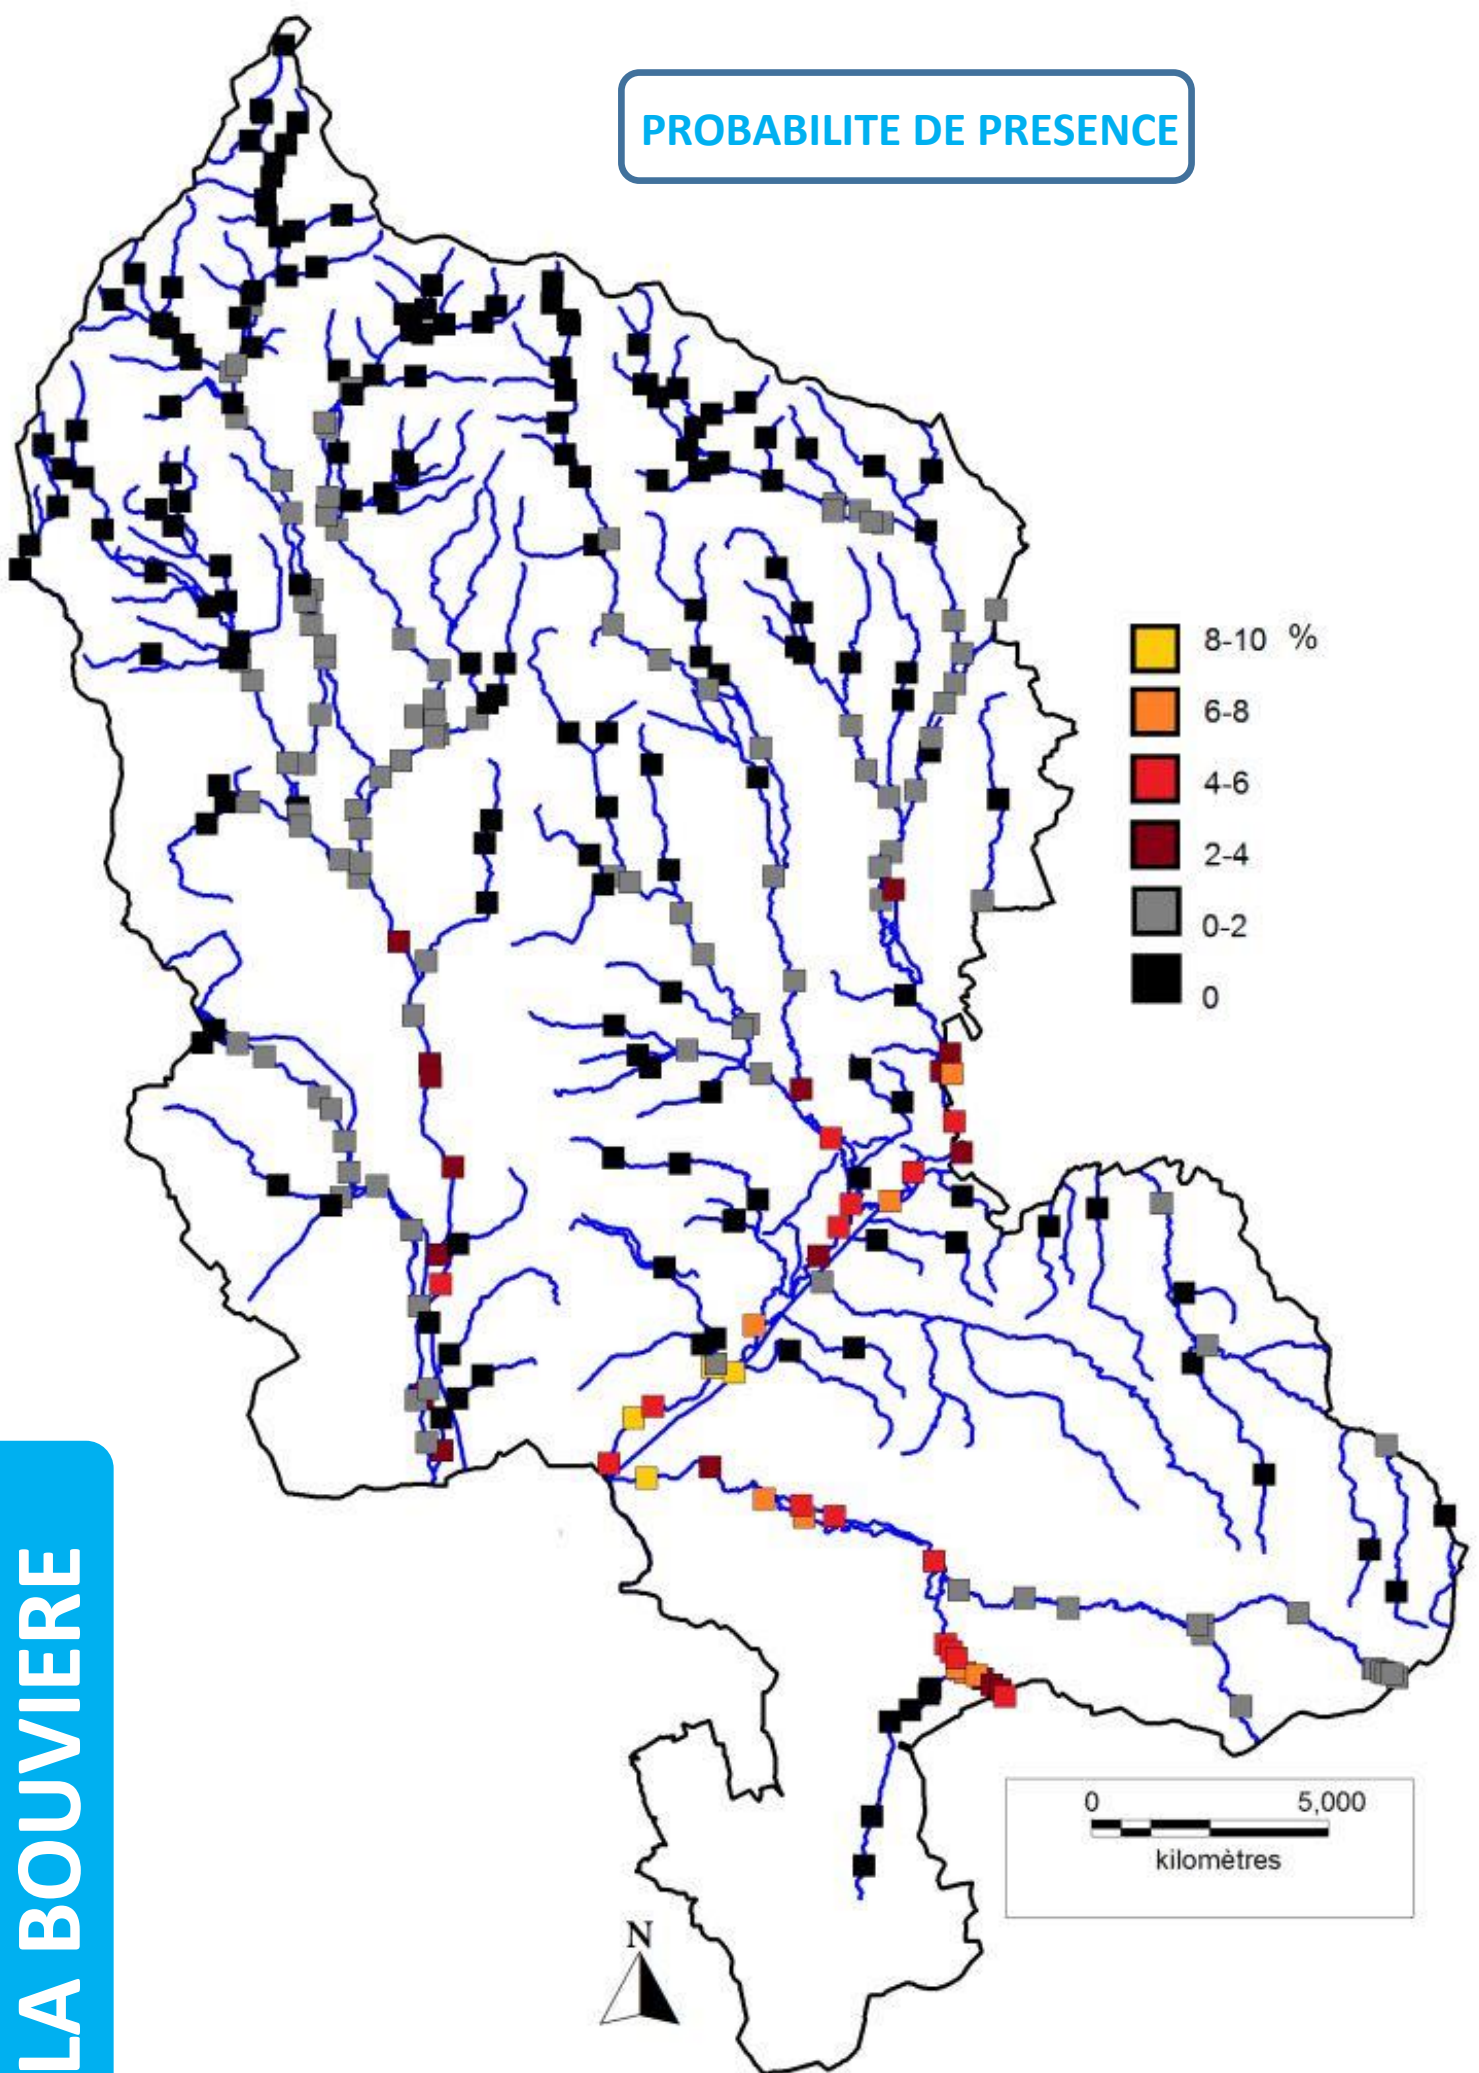 PROBABILITE DE PRESENCE
8-10 %
6-8
4-6
2-4
0-2
0
LA BOUVIERE
0 5,000
kilomètres
N